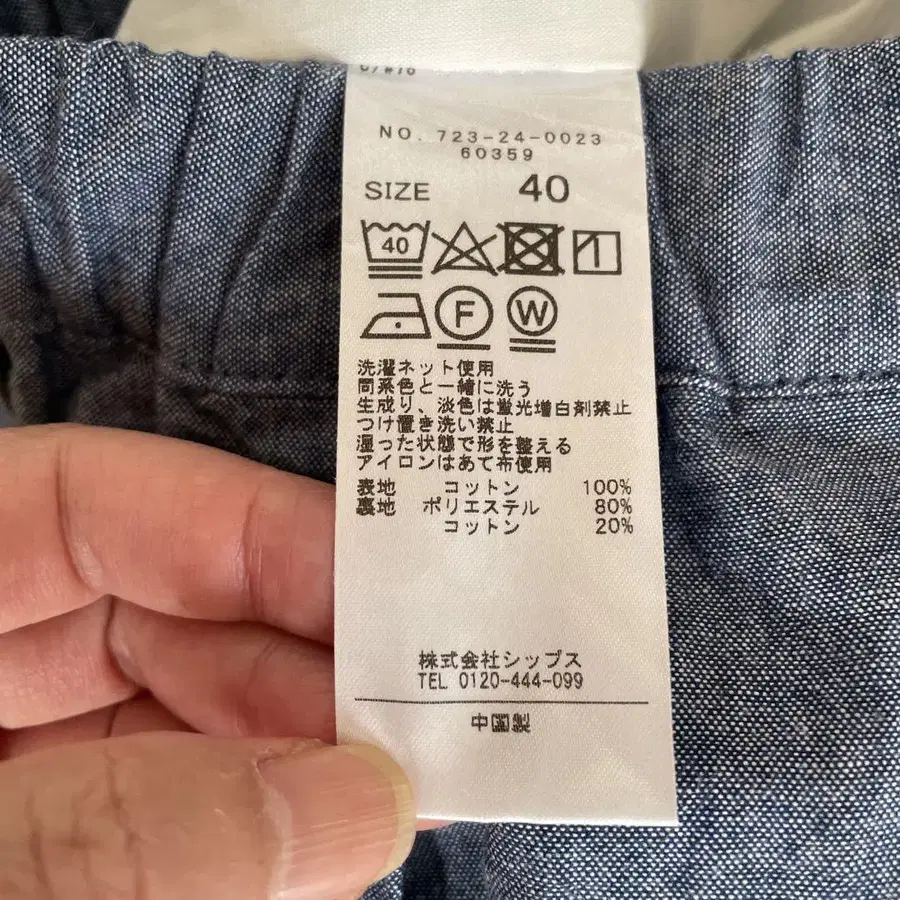 NO. 723-24-0023
60359
SIZE 40
40
F W
洗濯ネット使用
同系色と一緒に洗う
生成り、淡色は蛍光増白剤禁止
つけ置き洗い禁止
湿った状態で形を整える
アイロンはあて布使用
表地 コットン 100%
裏地 ポリエステル 80%
コットン 20%
株式会社シップス
TEL 0120-444-099
中国製